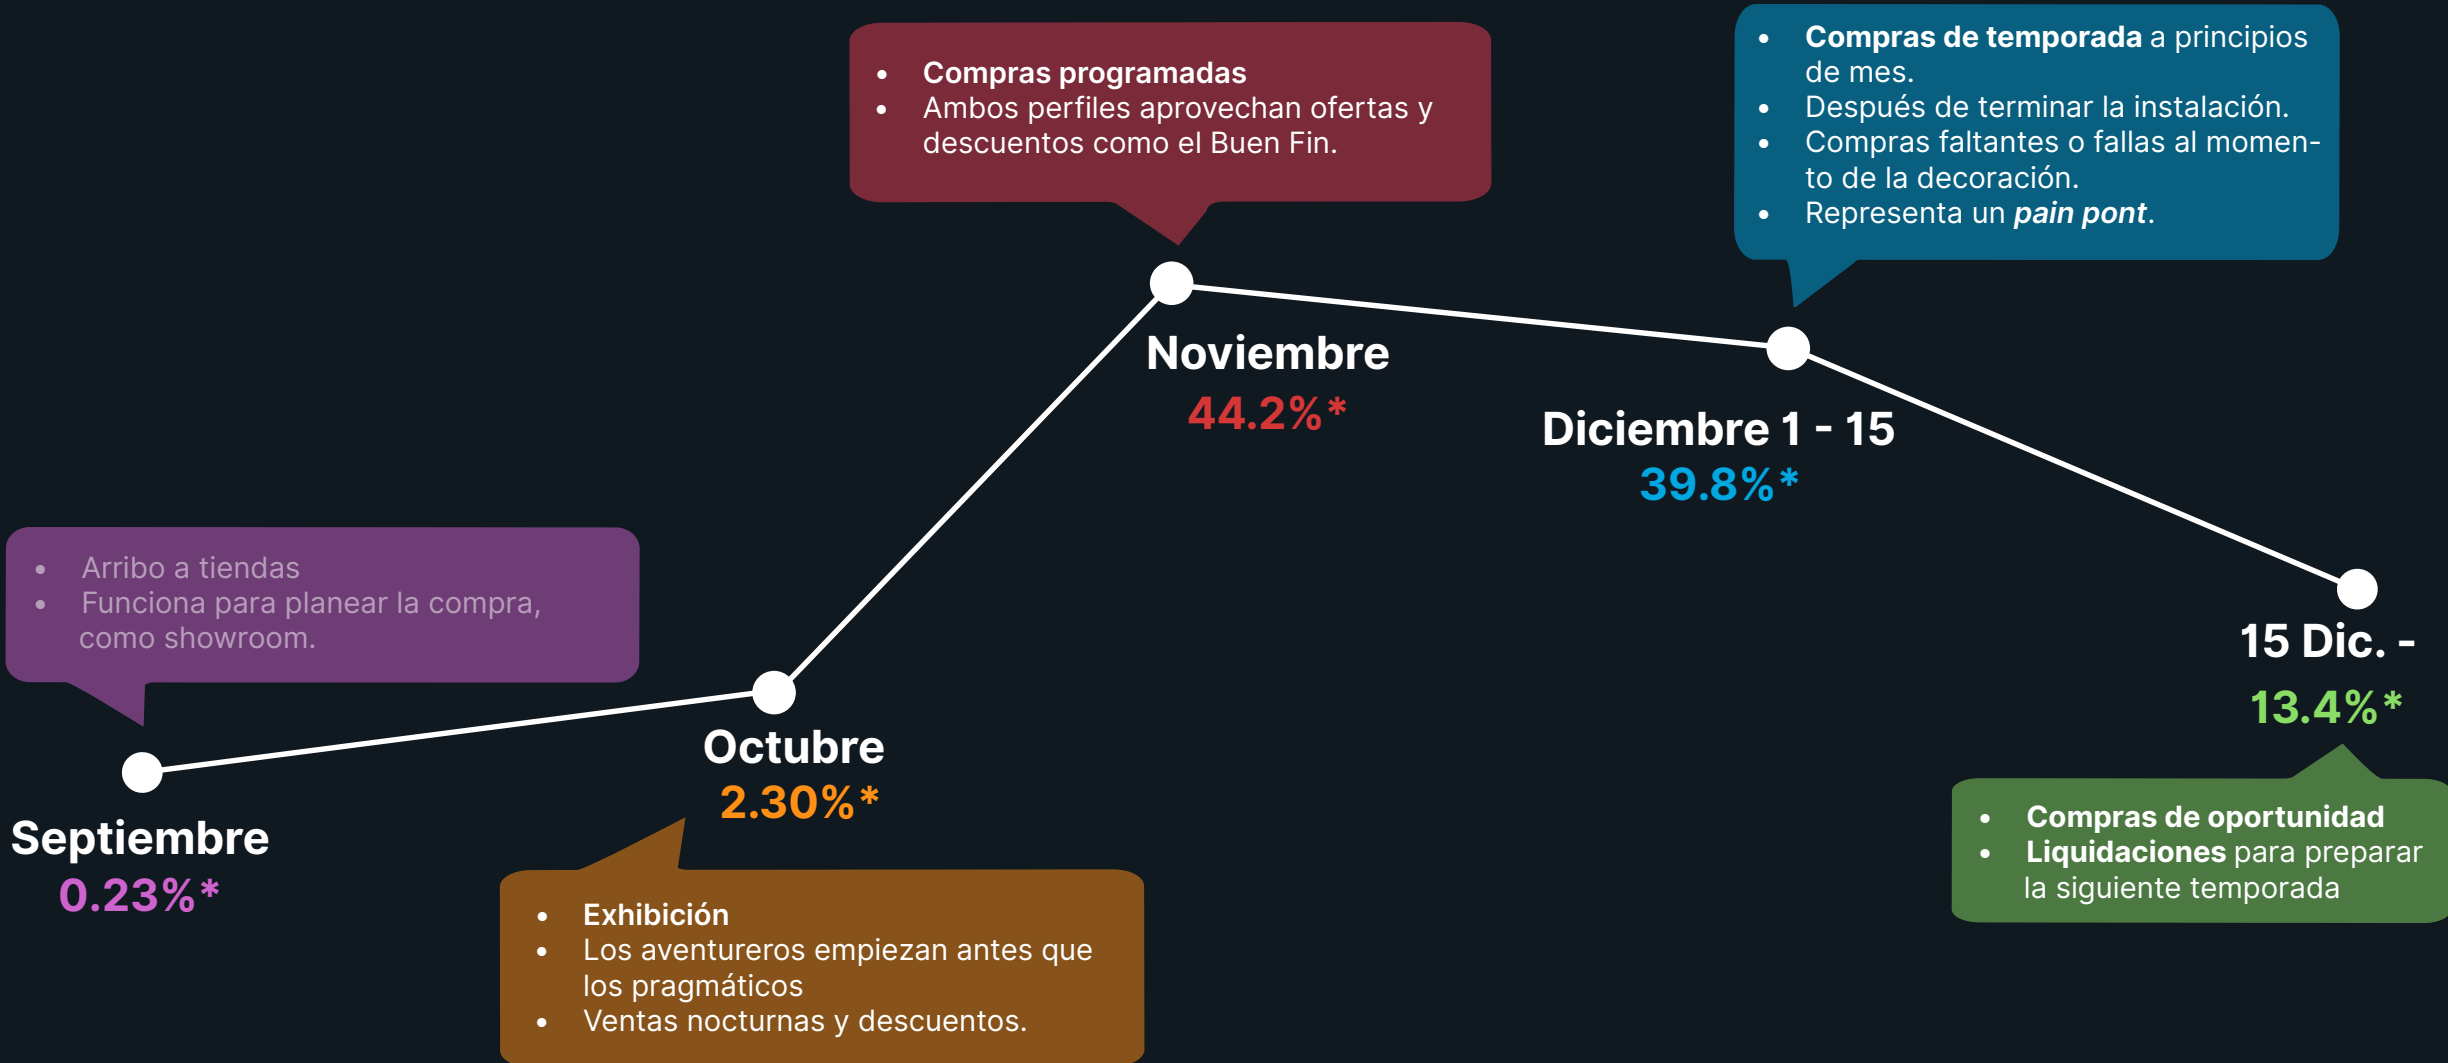 • Compras programadas
• Ambos perfiles aprovechan ofertas y
descuentos como el Buen Fin.
• Compras de temporada a principios
de mes.
• Después de terminar la instalación.
• Compras faltantes o fallas al momen-
to de la decoración.
• Representa un pain pont.
Noviembre
44.2%*
Diciembre 1 - 15
39.8%*
• Arribo a tiendas
• Funciona para planear la compra,
como showroom.
15 Dic. -
13.4%*
Octubre
2.30%*
Septiembre
0.23%*
• Compras de oportunidad
• Liquidaciones para preparar
la siguiente temporada
• Exhibición
• Los aventureros empiezan antes que
los pragmáticos
• Ventas nocturnas y descuentos.